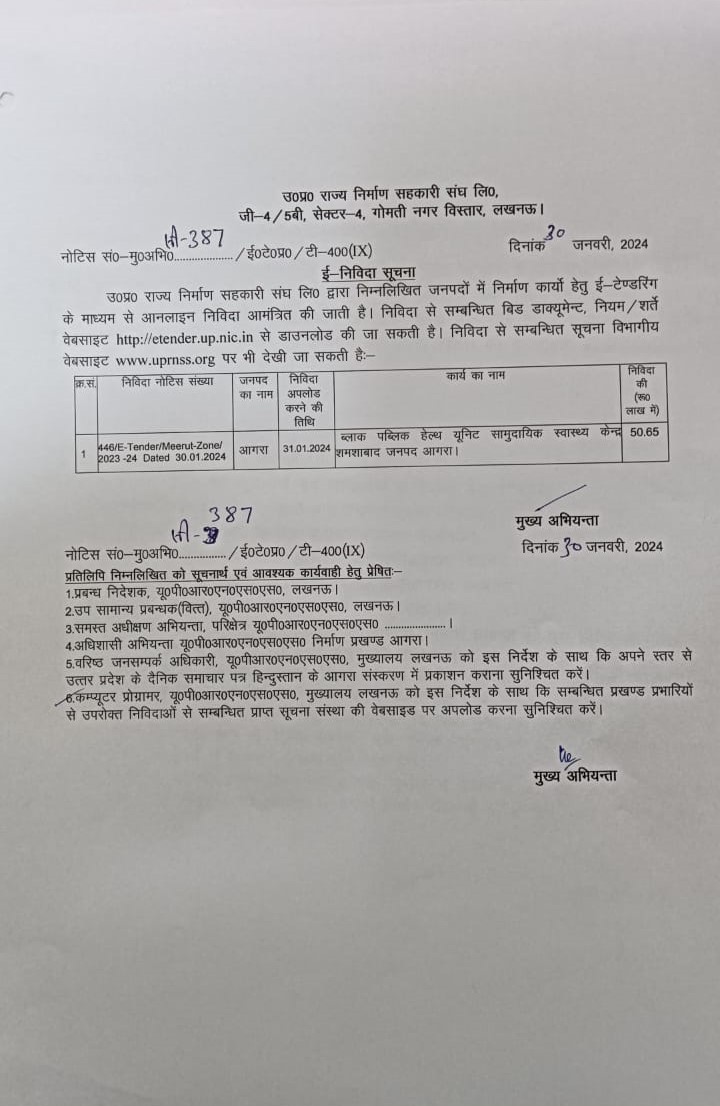 उ0प्र0 राज्य निर्माण सहकारी संघ लि0,
जी–4/5बी, सेक्टर–4, गोमती नगर विस्तार, लखनऊ।
नोटिस सं0–मु0अभि0....387............../ई0टे0प्र0/टी–400(IX) दिनांक 30 जनवरी, 2024
ई–निविदा सूचना
उ0प्र0 राज्य निर्माण सहकारी संघ लि0 द्वारा निम्नलिखित जनपदों में निर्माण कार्यो हेतु ई–टेण्डरिंग
के माध्यम से आनलाइन निविदा आमंत्रित की जाती है। निविदा से सम्बन्धित बिड डाक्यूमेन्ट, नियम/शर्ते
वेबसाइट http://etender.up.nic.in से डाउनलोड की जा सकती है। निविदा से सम्बन्धित सूचना विभागीय
वेबसाइट www.uprnss.org पर भी देखी जा सकती हैः–
क्र.सं. निविदा नोटिस संख्या जनपद का नाम निविदा अपलोड करने की तिथि कार्य का नाम निविदा की (रू0 लाख में)
1 446/E-Tender/Meerut-Zone/2023 -24 Dated 30.01.2024 आगरा 31.01.2024 ब्लाक पब्लिक हेल्थ यूनिट सामुदायिक स्वास्थ्य केन्द्र शमशाबाद जनपद आगरा। 50.65
मुख्य अभियन्ता
नोटिस सं0–मु0अभि0....387.........../ई0टे0प्र0/टी–400(IX) दिनांक 30 जनवरी, 2024
प्रतिलिपि निम्नलिखित को सूचनार्थ एवं आवश्यक कार्यवाही हेतु प्रेषितः–
1.प्रबन्ध निदेशक, यू0पी0आर0एन0एस0एस0, लखनऊ।
2.उप सामान्य प्रबन्धक(वित्त), यू0पी0आर0एन0एस0एस0, लखनऊ।
3.समस्त अधीक्षण अभियन्ता, परिक्षेत्र यू0पी0आर0एन0एस0एस0 ......................।
4.अधिशासी अभियन्ता यू0पी0आर0एन0एस0एस0 निर्माण प्रखण्ड आगरा।
5.वरिष्ठ जनसम्पर्क अधिकारी, यू0पीआर0एन0एस0एस0, मुख्यालय लखनऊ को इस निर्देश के साथ कि अपने स्तर से
उत्तर प्रदेश के दैनिक समाचार पत्र हिन्दुस्तान के आगरा संस्करण में प्रकाशन कराना सुनिश्चित करें।
6.कम्प्यूटर प्रोग्रामर, यू0पी0आर0एन0एस0एस0, मुख्यालय लखनऊ को इस निर्देश के साथ कि सम्बन्धित प्रखण्ड प्रभारियों
से उपरोक्त निविदाओं से सम्बन्धित प्राप्त सूचना संस्था की वेबसाइड पर अपलोड करना सुनिश्चित करें।
मुख्य अभियन्ता